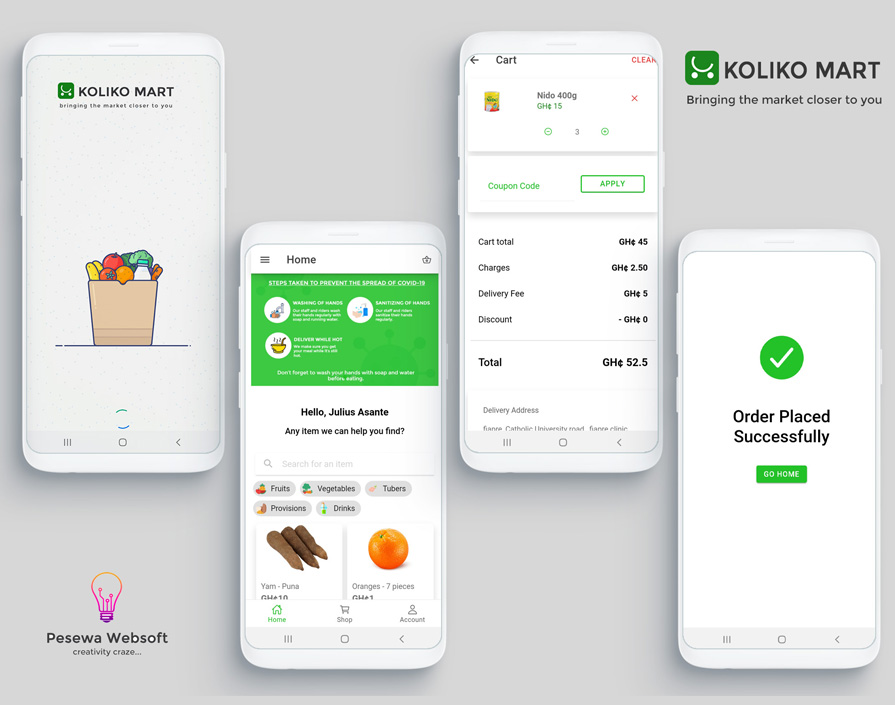 KOLIKO MART
bringing the market closer to you
Home
STEPS TAKEN TO PREVENT THE SPREAD OF COVID-19
WASHING OF HANDS
Our staff and riders wash
their hands regularly with
soap and running water.
SANITIZING OF HANDS
Our staff and riders
sanitize their hands
regularly.
DELIVER WHILE HOT
We make sure you get
your meal while it's still
hot.
Don't forget to wash your hands with soap and water
before eating.
Hello, Julius Asante
Any item we can help you find?
Search for an item
Fruits
Vegetables
Tubers
Provisions
Drinks
Yam - Puna
GH¢10
Oranges - 7 pieces
GH¢1
Home
Shop
Account
Cart
CLEAR
Nido 400g
GH¢ 15
3
Coupon Code
APPLY
Cart total GH¢ 45
Charges GH¢ 2.50
Delivery Fee GH¢ 5
Discount - GH¢ 0
Total GH¢ 52.5
Delivery Address
fiapre, Catholic University road , fiapre clinic
KOLIKO MART
Bringing the market closer to you
Order Placed
Successfully
GO HOME
Pesewa Websoft
creativity craze...